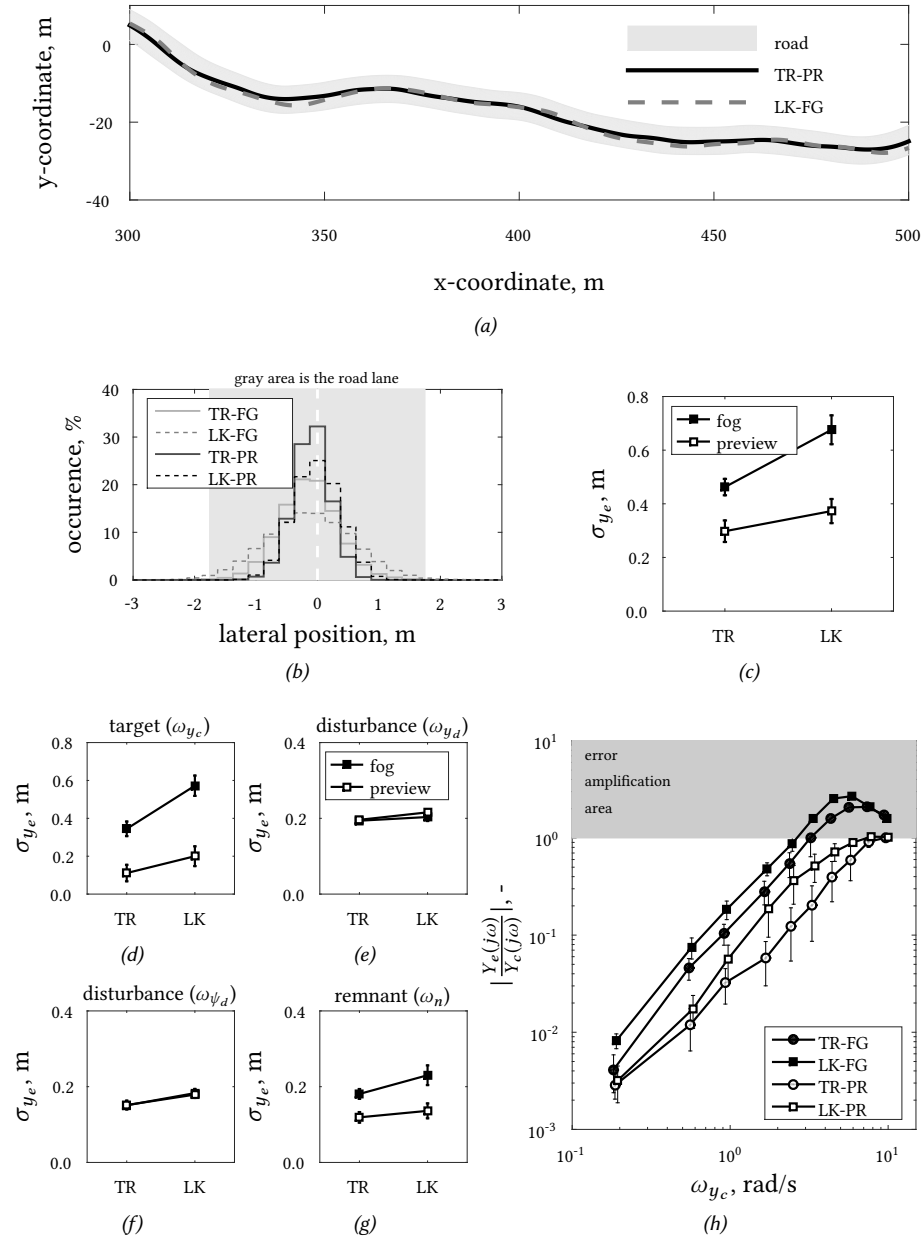 y-coordinate, m
0
-20
-40
road
TR-PR
LK-FG
300
350
400
450
500
x-coordinate, m
(a)
gray area is the road lane
occurence, %
40
30
20
10
0
TR-FG
LK-FG
TR-PR
LK-PR
-3
-2
-1
0
1
2
3
lateral position, m
(b)
σ_{y_e}, m
0.8
0.6
0.4
0.2
0.0
fog
preview
TR
LK
(c)
target (ω_{y_c})
σ_{y_e}, m
0.8
0.6
0.4
0.2
0.0
TR
LK
(d)
disturbance (ω_{y_d})
σ_{y_e}, m
0.4
0.2
0.0
fog
preview
TR
LK
(e)
disturbance (ω_{ψ_d})
σ_{y_e}, m
0.4
0.2
0.0
TR
LK
(f)
remnant (ω_n)
σ_{y_e}, m
0.4
0.2
0.0
TR
LK
(g)
|Y_e(jω)/Y_c(jω)|, -
10^1
10^0
10^{-1}
10^{-2}
10^{-3}
error
amplification
area
TR-FG
LK-FG
TR-PR
LK-PR
10^{-1}
10^0
10^1
ω_{y_c}, rad/s
(h)